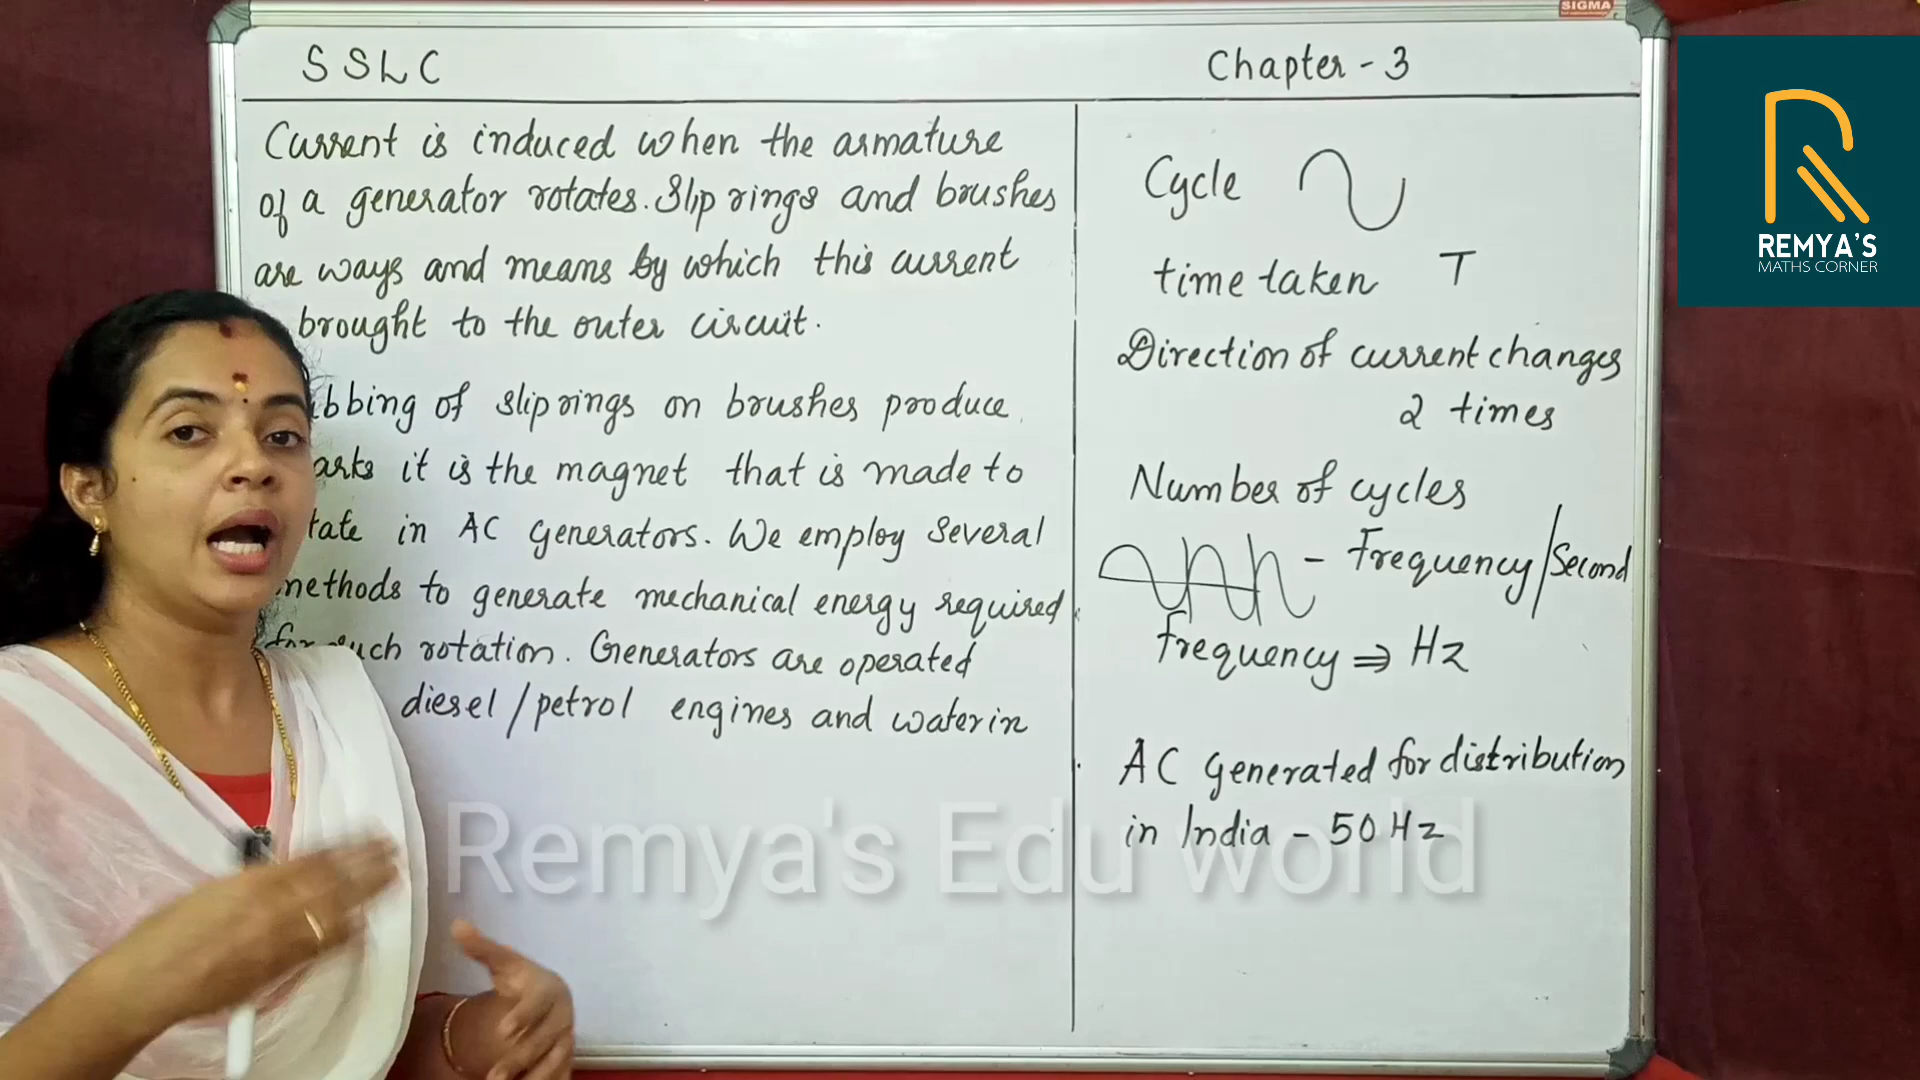 SIGMA
SSLC
Chapter - 3
Current is induced when the armature
of a generator rotates. Slip rings and brushes
are ways and means by which this current
brought to the outer circuit.
of sliprings on brushes produce
it is the magnet that is made to
in AC Generators. We employ several
methods to generate mechanical energy required
rotation. Generators are operated
diesel / petrol engines and water in
Cycle
time taken T
Direction of current changes
2 times
Number of cycles
- Frequency / Second
frequency ⇒ Hz
AC Generated for distribution
in India - 50 Hz
REMYA'S
MATHS CORNER
Remya's Edu world